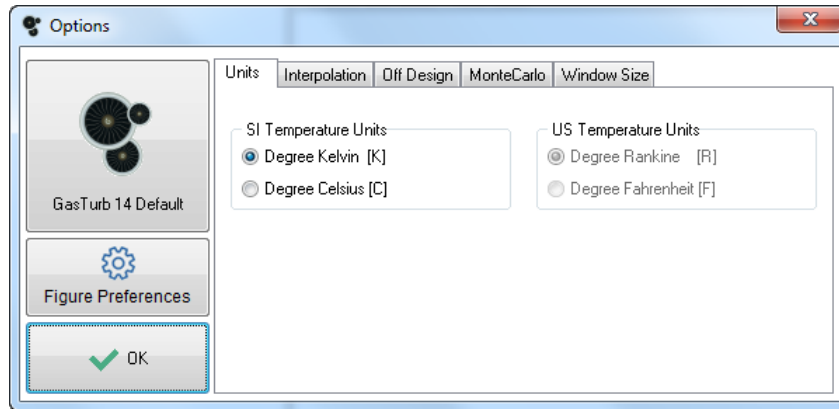 Options
GasTurb 14 Default
Figure Preferences
OK
Units Interpolation Off Design MonteCarlo Window Size
SI Temperature Units
Degree Kelvin [K]
Degree Celsius [C]
US Temperature Units
Degree Rankine [R]
Degree Fahrenheit [F]